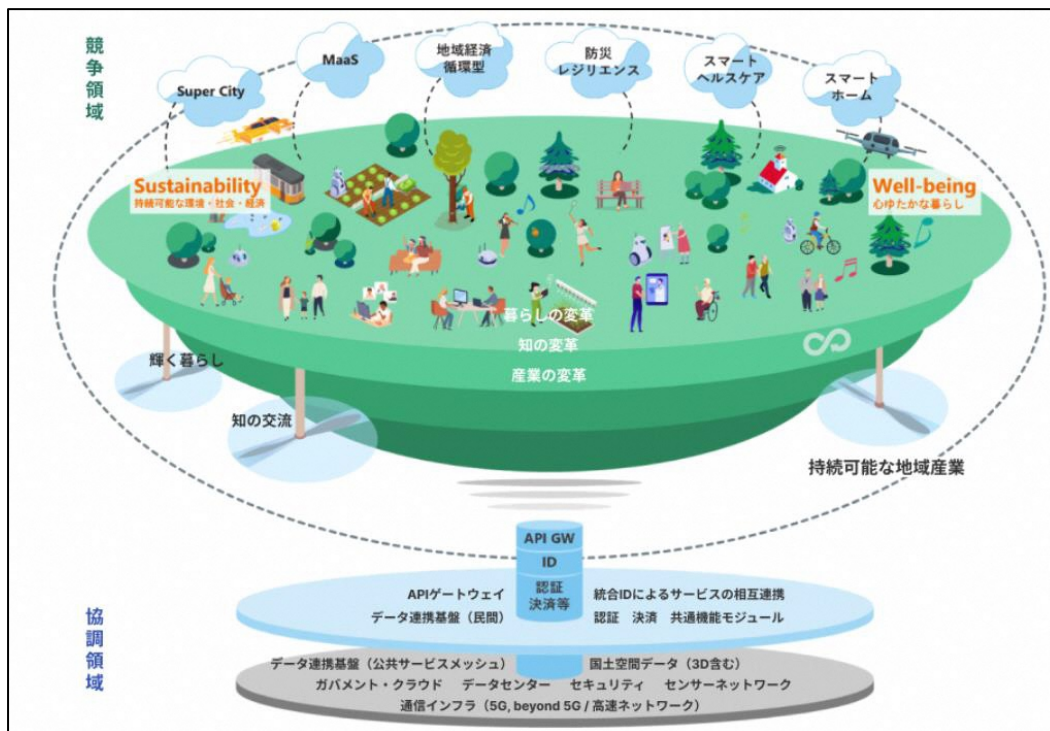 競争領域
Super City
MaaS
地域経済
循環型
防災
レジリエンス
スマート
ヘルスケア
スマート
ホーム
Sustainability
持続可能な環境・社会・経済
Well-being
心ゆたかな暮らし
暮らしの変革
知の変革
産業の変革
輝く暮らし
知の交流
持続可能な地域産業
協調領域
API GW
ID
認証
決済等
APIゲートウェイ
統合IDによるサービスの相互連携
データ連携基盤（民間）
認証 決済 共通機能モジュール
データ連携基盤（公共サービスメッシュ）
国土空間データ（3D含む）
ガバメント・クラウド データセンター セキュリティ センサーネットワーク
通信インフラ（5G, beyond 5G / 高速ネットワーク）